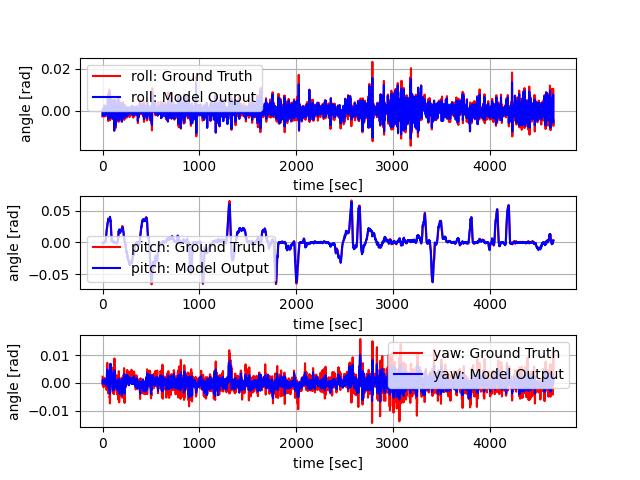 0.02
0.00
angle [rad]
roll: Ground Truth
roll: Model Output
0 1000 2000 3000 4000
time [sec]
0.05
0.00
−0.05
angle [rad]
pitch: Ground Truth
pitch: Model Output
0 1000 2000 3000 4000
time [sec]
0.01
0.00
−0.01
angle [rad]
yaw: Ground Truth
yaw: Model Output
0 1000 2000 3000 4000
time [sec]